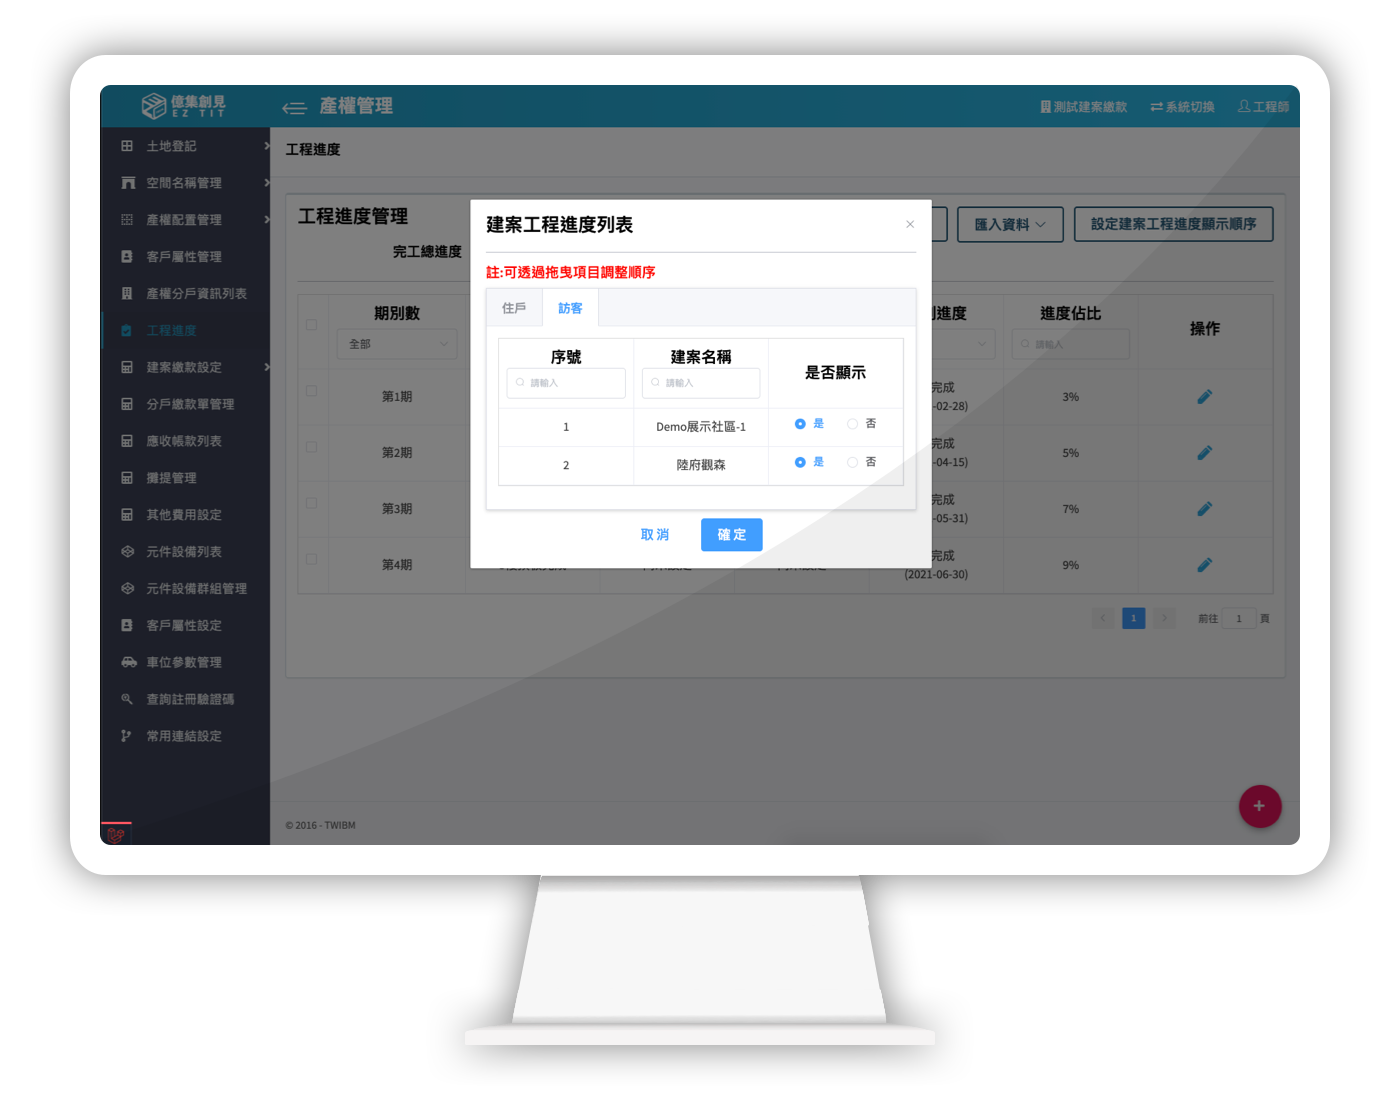 億集創見
EZ TIT
產權管理
測試建案繳款
系統切換
工程師
土地登記
空間名稱管理
產權配置管理
客戶屬性管理
產權分戶資訊列表
工程進度
建案繳款設定
分戶繳款單管理
應收帳款列表
攤提管理
其他費用設定
元件設備列表
元件設備群組管理
客戶屬性設定
車位參數管理
查詢註冊驗證碼
常用連結設定
工程進度
工程進度管理
匯入資料
設定建案工程進度顯示順序
完工總進度
期別數
進度
進度佔比
操作
全部
請輸入
第1期
完成
-02-28)
3%
第2期
完成
-04-15)
5%
第3期
完成
-05-31)
7%
第4期
完成
(2021-06-30)
9%
建案工程進度列表
×
註:可透過拖曳項目調整順序
住戶
訪客
序號
建案名稱
是否顯示
請輸入
請輸入
1
Demo展示社區-1
是
否
2
陸府觀森
是
否
取消
確定
1
前往
1
頁
+
© 2016 - TWIBM